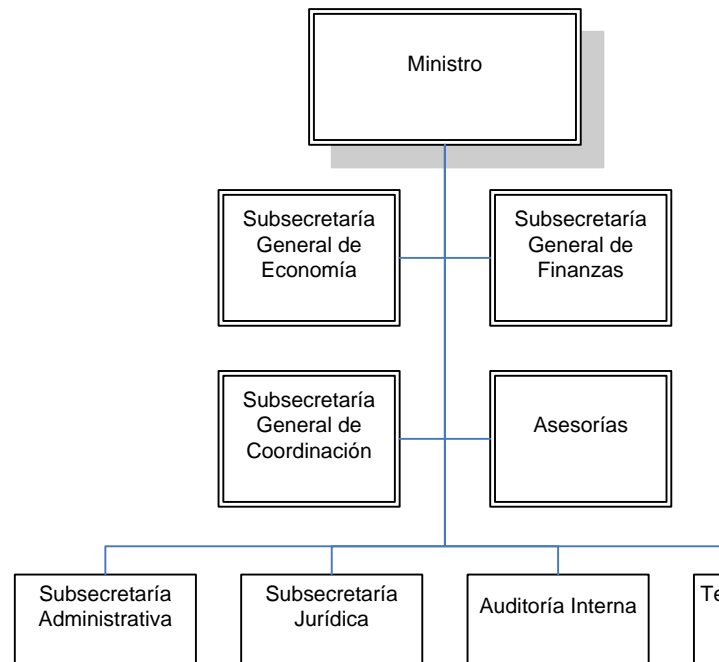 Ministro
Subsecretaría
General de
Economía
Subsecretaría
General de
Finanzas
Subsecretaría
General de
Coordinación
Asesorías
Subsecretaría
Administrativa
Subsecretaría
Jurídica
Auditoría Interna